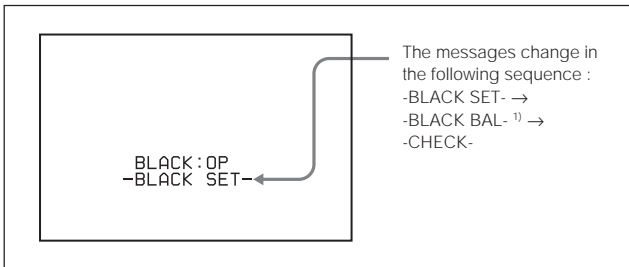 BLACK:OP
-BLACK SET-
The messages change in
the following sequence :
-BLACK SET- →
-BLACK BAL- 1) →
-CHECK-